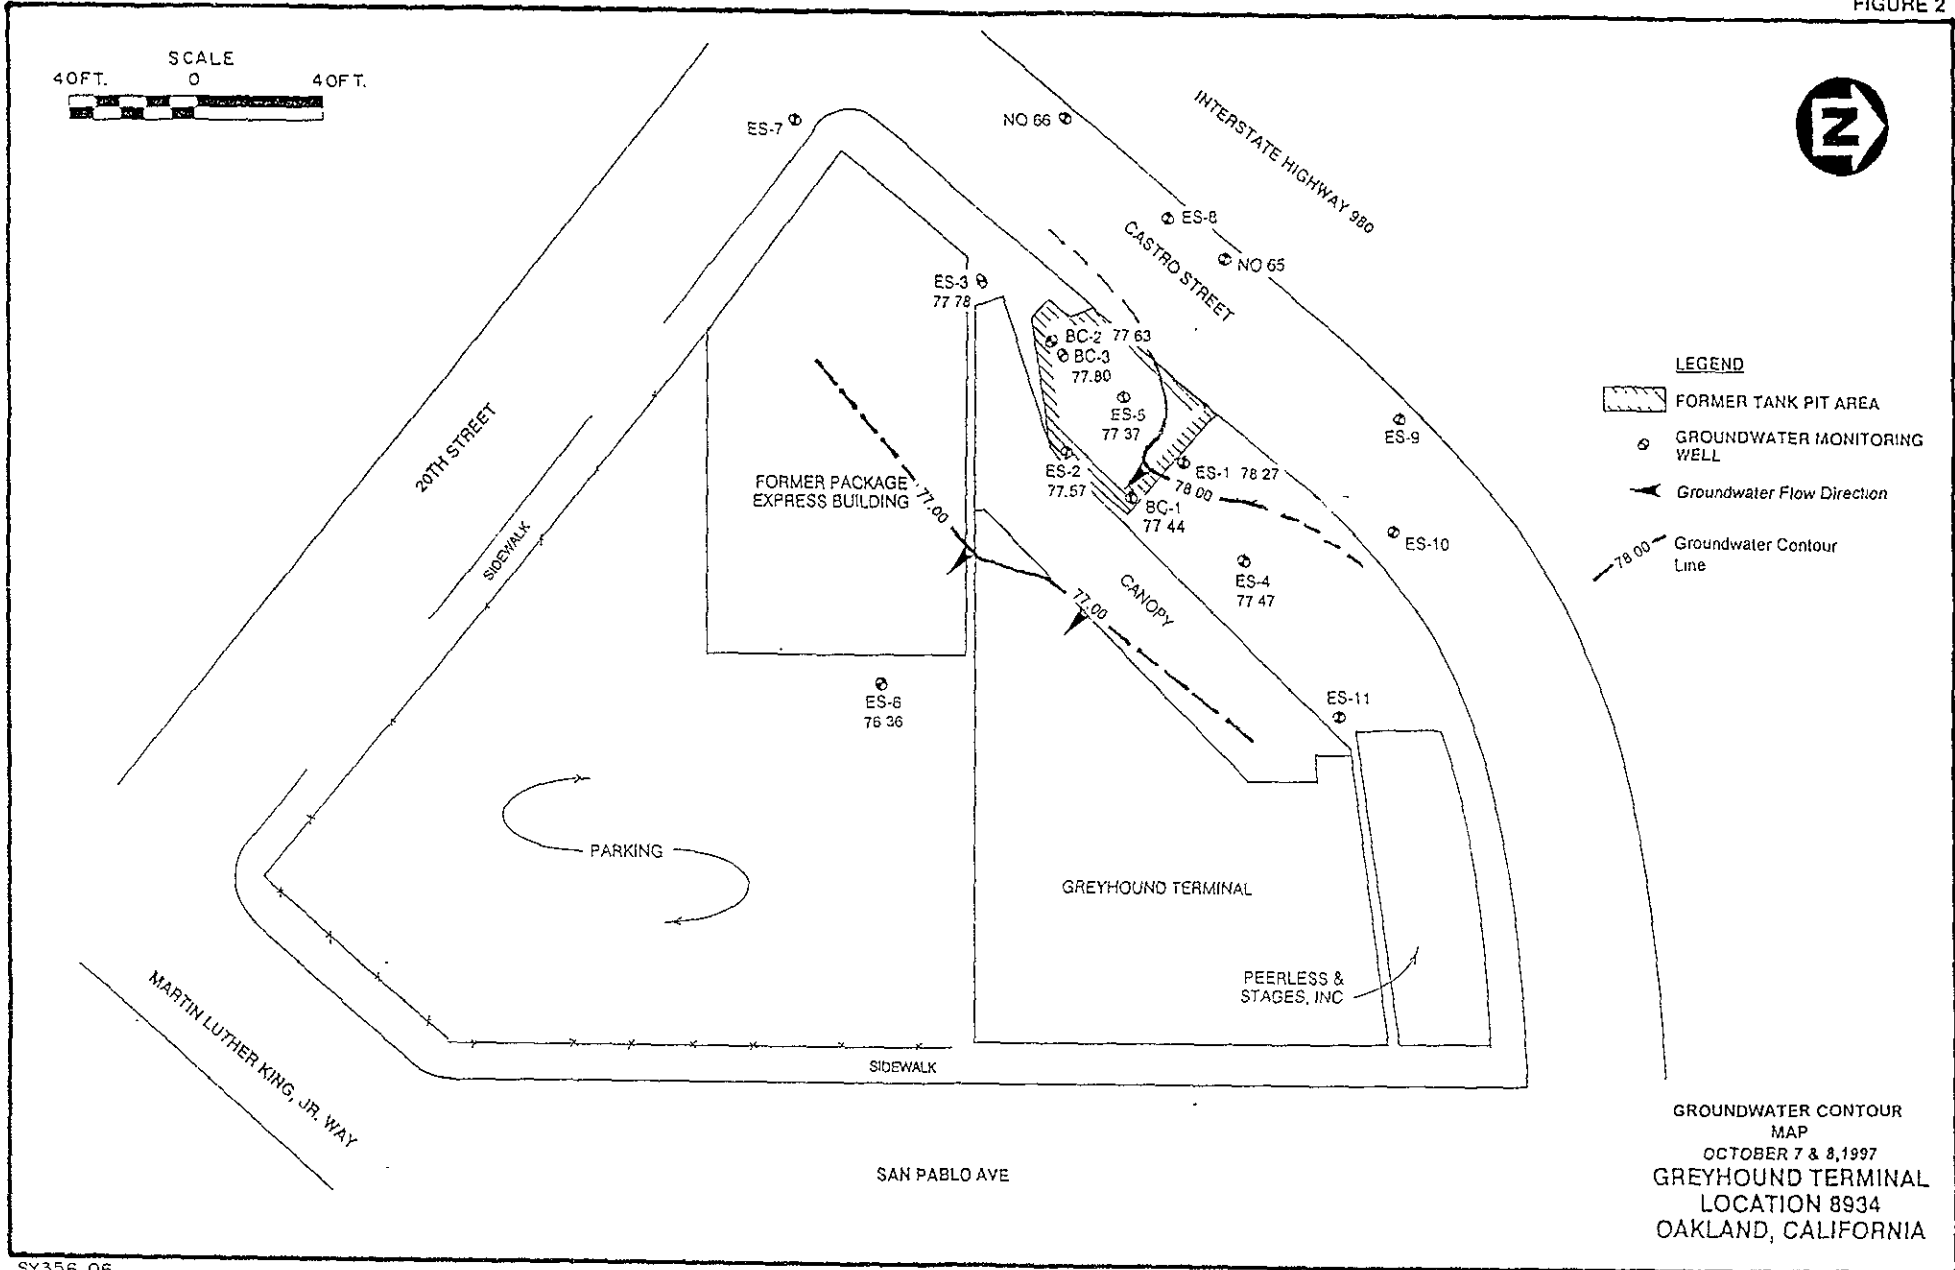 FIGURE 2
SCALE
40FT. 0 40FT.
N
ES-7
NO 66
INTERSTATE HIGHWAY 980
ES-8
CASTRO STREET
NO 65
ES-3
77 78
BC-2 77 63
BC-3
77.80
ES-5
77 37
ES-9
ES-2
77.57
ES-1 78 27
78 00
BC-1
77 44
ES-10
ES-4
77 47
20TH STREET
SIDEWALK
FORMER PACKAGE
EXPRESS BUILDING
77.00
77.00
CANOPY
ES-6
76 36
ES-11
PARKING
GREYHOUND TERMINAL
PEERLESS &
STAGES, INC
SIDEWALK
MARTIN LUTHER KING, JR. WAY
SAN PABLO AVE
LEGEND
FORMER TANK PIT AREA
GROUNDWATER MONITORING
WELL
Groundwater Flow Direction
78 00
Groundwater Contour
Line
GROUNDWATER CONTOUR
MAP
OCTOBER 7 & 8,1997
GREYHOUND TERMINAL
LOCATION 8934
OAKLAND, CALIFORNIA
SY356 06